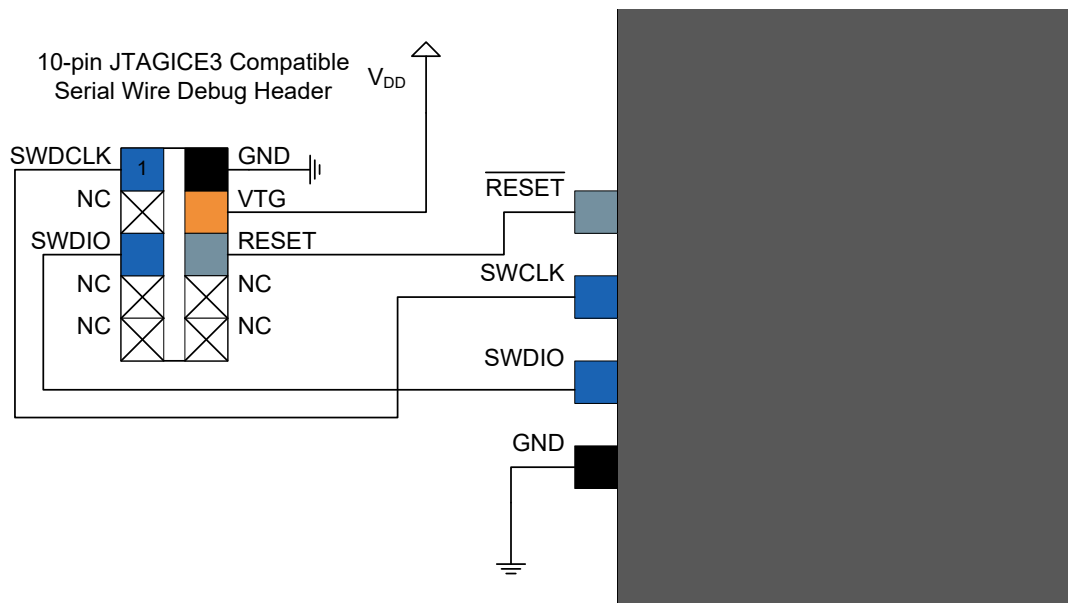 10-pin JTAGICE3 Compatible
Serial Wire Debug Header
VDD
SWDCLK
1
GND
NC
VTG
SWDIO
RESET
NC
NC
NC
NC
RESET
SWCLK
SWDIO
GND